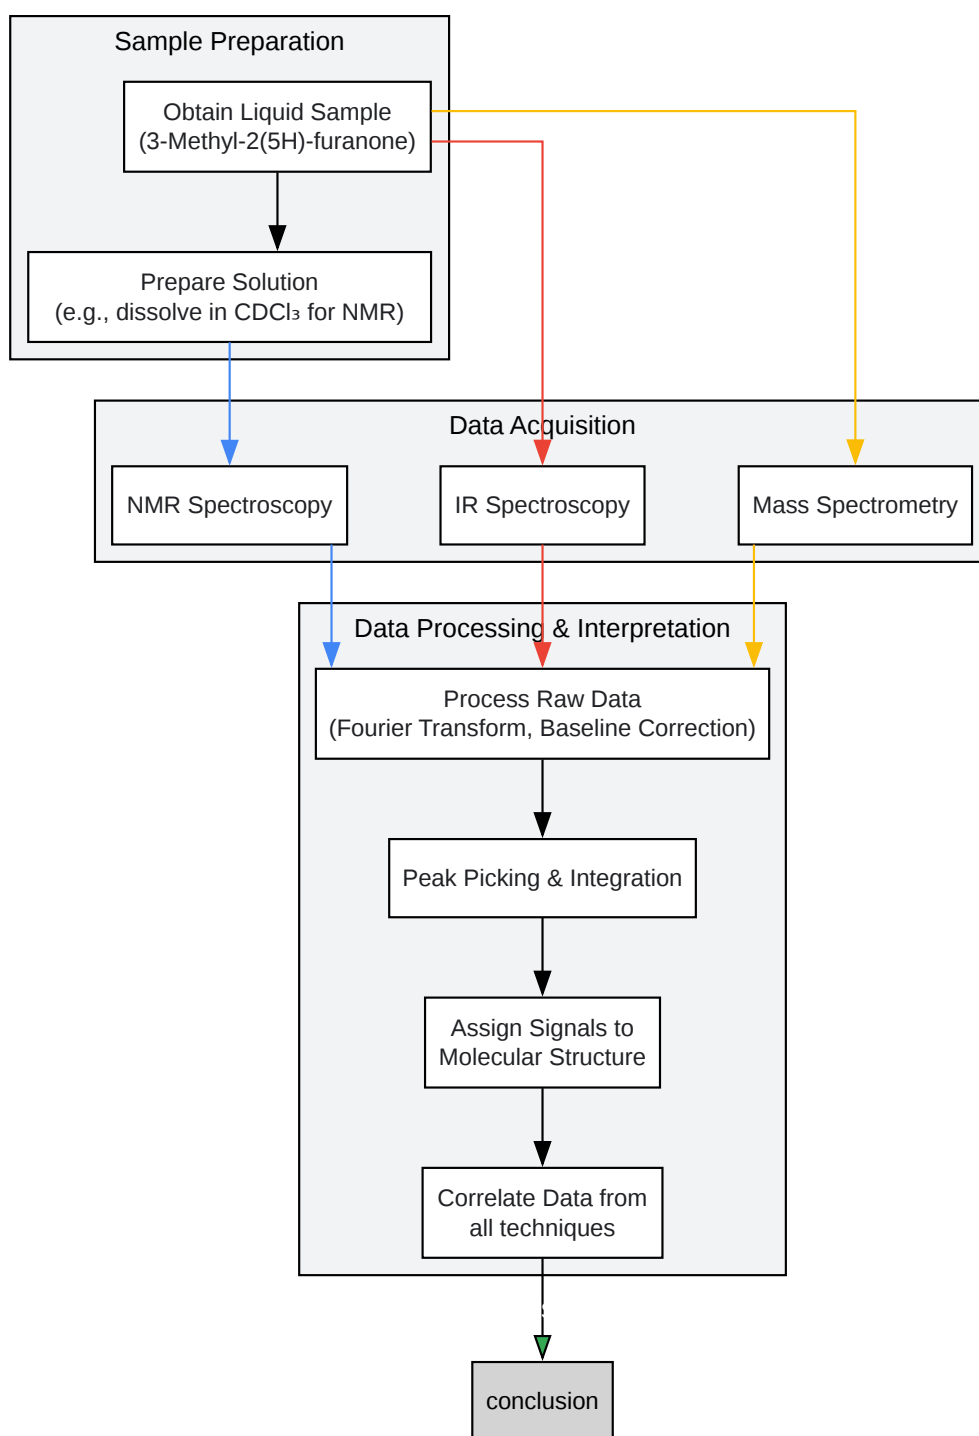 Sample Preparation
Obtain Liquid Sample
(3-Methyl-2(5H)-furanone)
Prepare Solution
(e.g., dissolve in CDCl₃ for NMR)
Data Acquisition
NMR Spectroscopy
IR Spectroscopy
Mass Spectrometry
Data Processing & Interpretation
Process Raw Data
(Fourier Transform, Baseline Correction)
Peak Picking & Integration
Assign Signals to
Molecular Structure
Correlate Data from
all techniques
conclusion